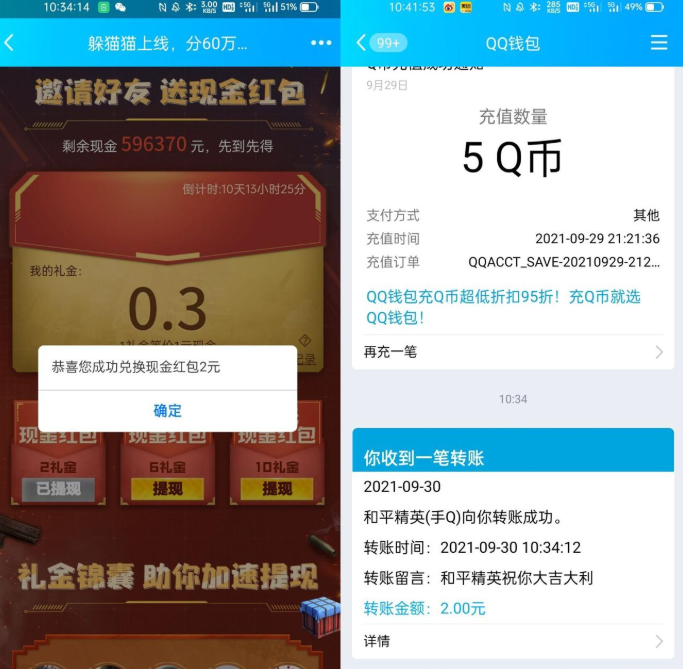 10:34:14
3.00 KB/S
HD
5G
5G
51%
躲猫猫上线，分60万...
邀请好友 送现金红包
剩余现金 596370 元，先到先得
倒计时:10天13小时25分
我的礼金:
0.3
恭喜您成功兑换现金红包2元
确定
现金红包
现金红包
现金红包
2礼金
6礼金
10礼金
已提现
提现
提现
礼金锦囊 助你加速提现
10:41:53
285 KB/S
HD
5G
5G
49%
99+
QQ钱包
9月29日
充值数量
5 Q币
支付方式
其他
充值时间
2021-09-29 21:21:36
充值订单
QQACCT_SAVE-20210929-212...
QQ钱包充Q币超低折扣95折！充Q币就选
QQ钱包！
再充一笔
10:34
你收到一笔转账
2021-09-30
和平精英(手Q)向你转账成功。
转账时间：2021-09-30 10:34:12
转账留言：和平精英祝你大吉大利
转账金额：2.00元
详情